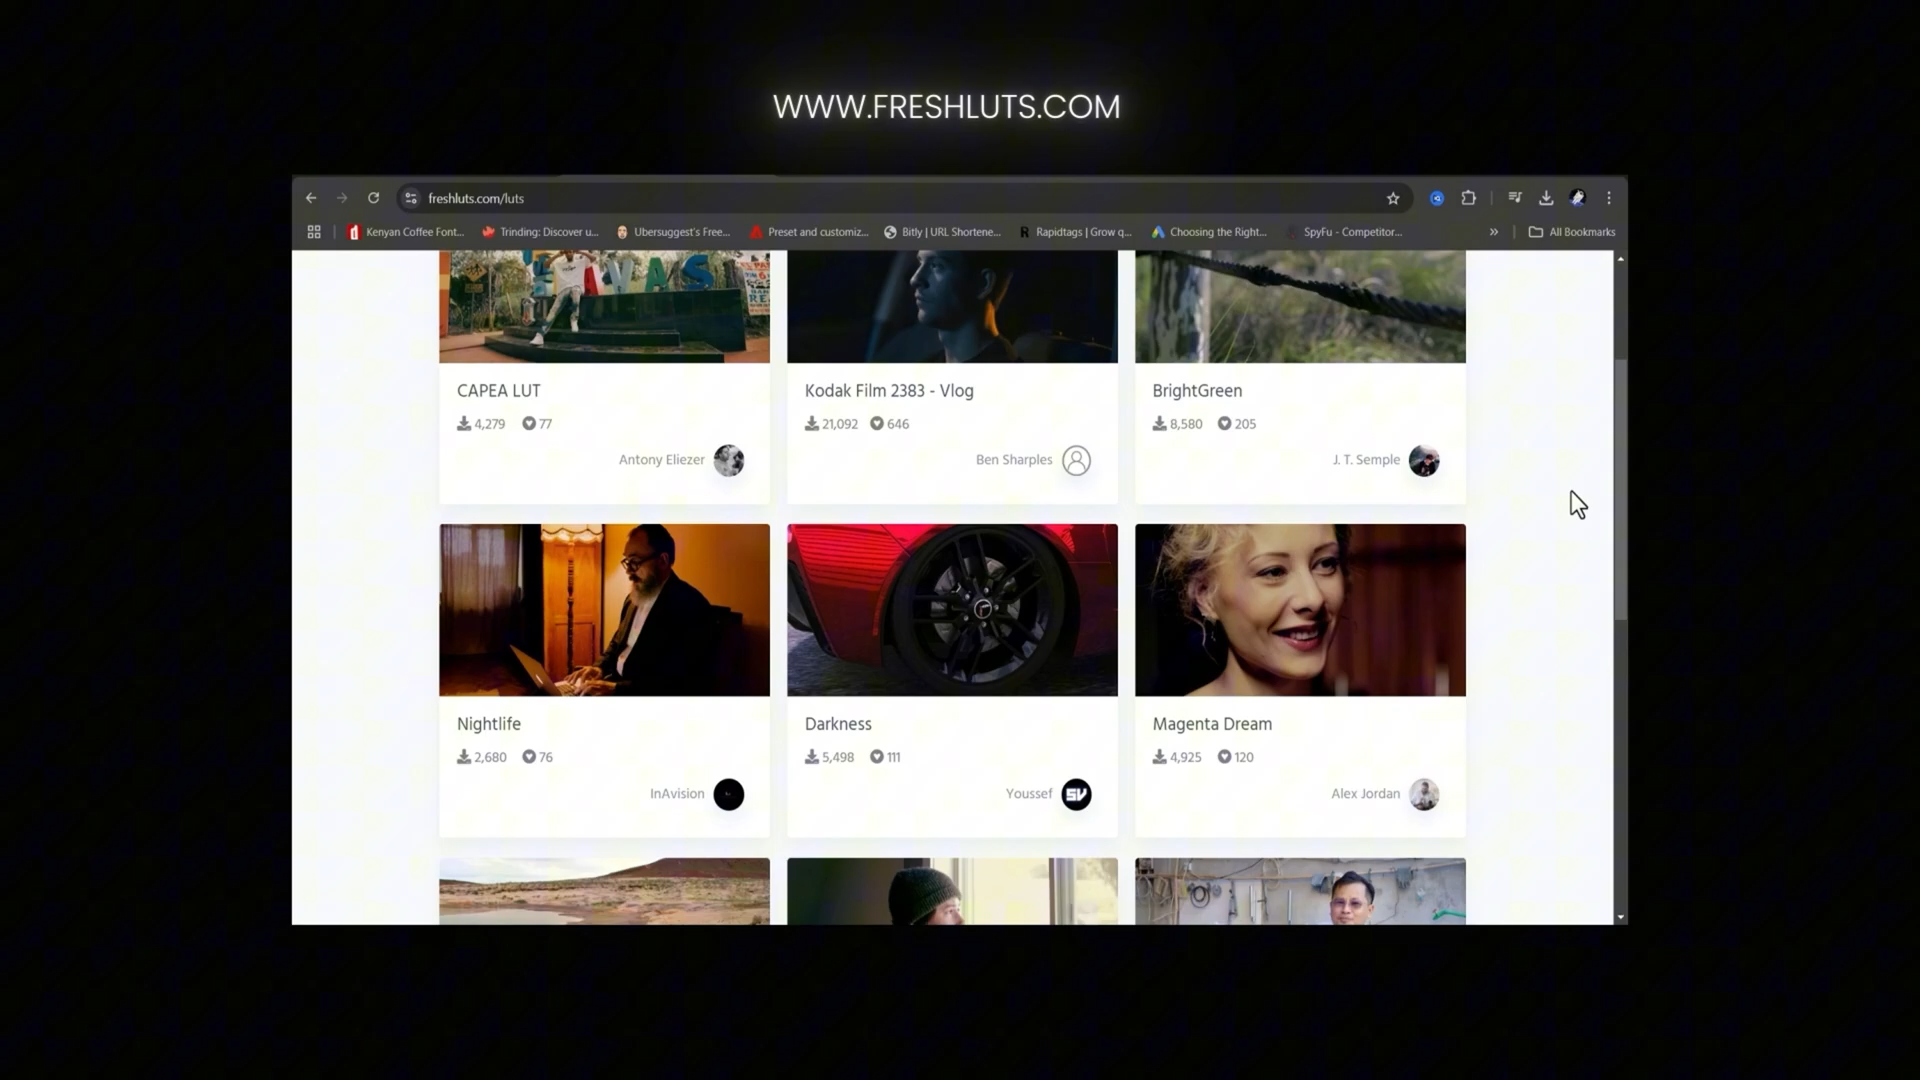 WWW.FRESHLUTS.COM
freshluts.com/luts
Kenyan Coffee Font... Trinding: Discover u... Ubersuggest's Free... Preset and customiz... Bitly | URL Shortene... Rapidtags | Grow q... Choosing the Right... SpyFu - Competitor... » All Bookmarks
CAPEA LUT
4,279 77
Antony Eliezer
Kodak Film 2383 - Vlog
21,092 646
Ben Sharples
BrightGreen
8,580 205
J. T. Semple
Nightlife
2,680 76
InAvision
Darkness
5,498 111
Youssef
SV
Magenta Dream
4,925 120
Alex Jordan